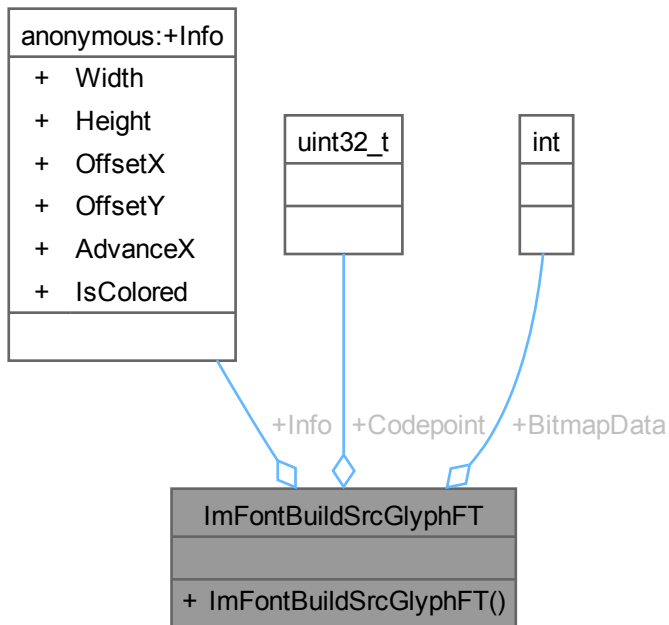 anonymous:+Info
+ Width
+ Height
+ OffsetX
+ OffsetY
+ AdvanceX
+ IsColored
uint32_t
int
+Info
+Codepoint
+BitmapData
ImFontBuildSrcGlyphFT
+ ImFontBuildSrcGlyphFT()